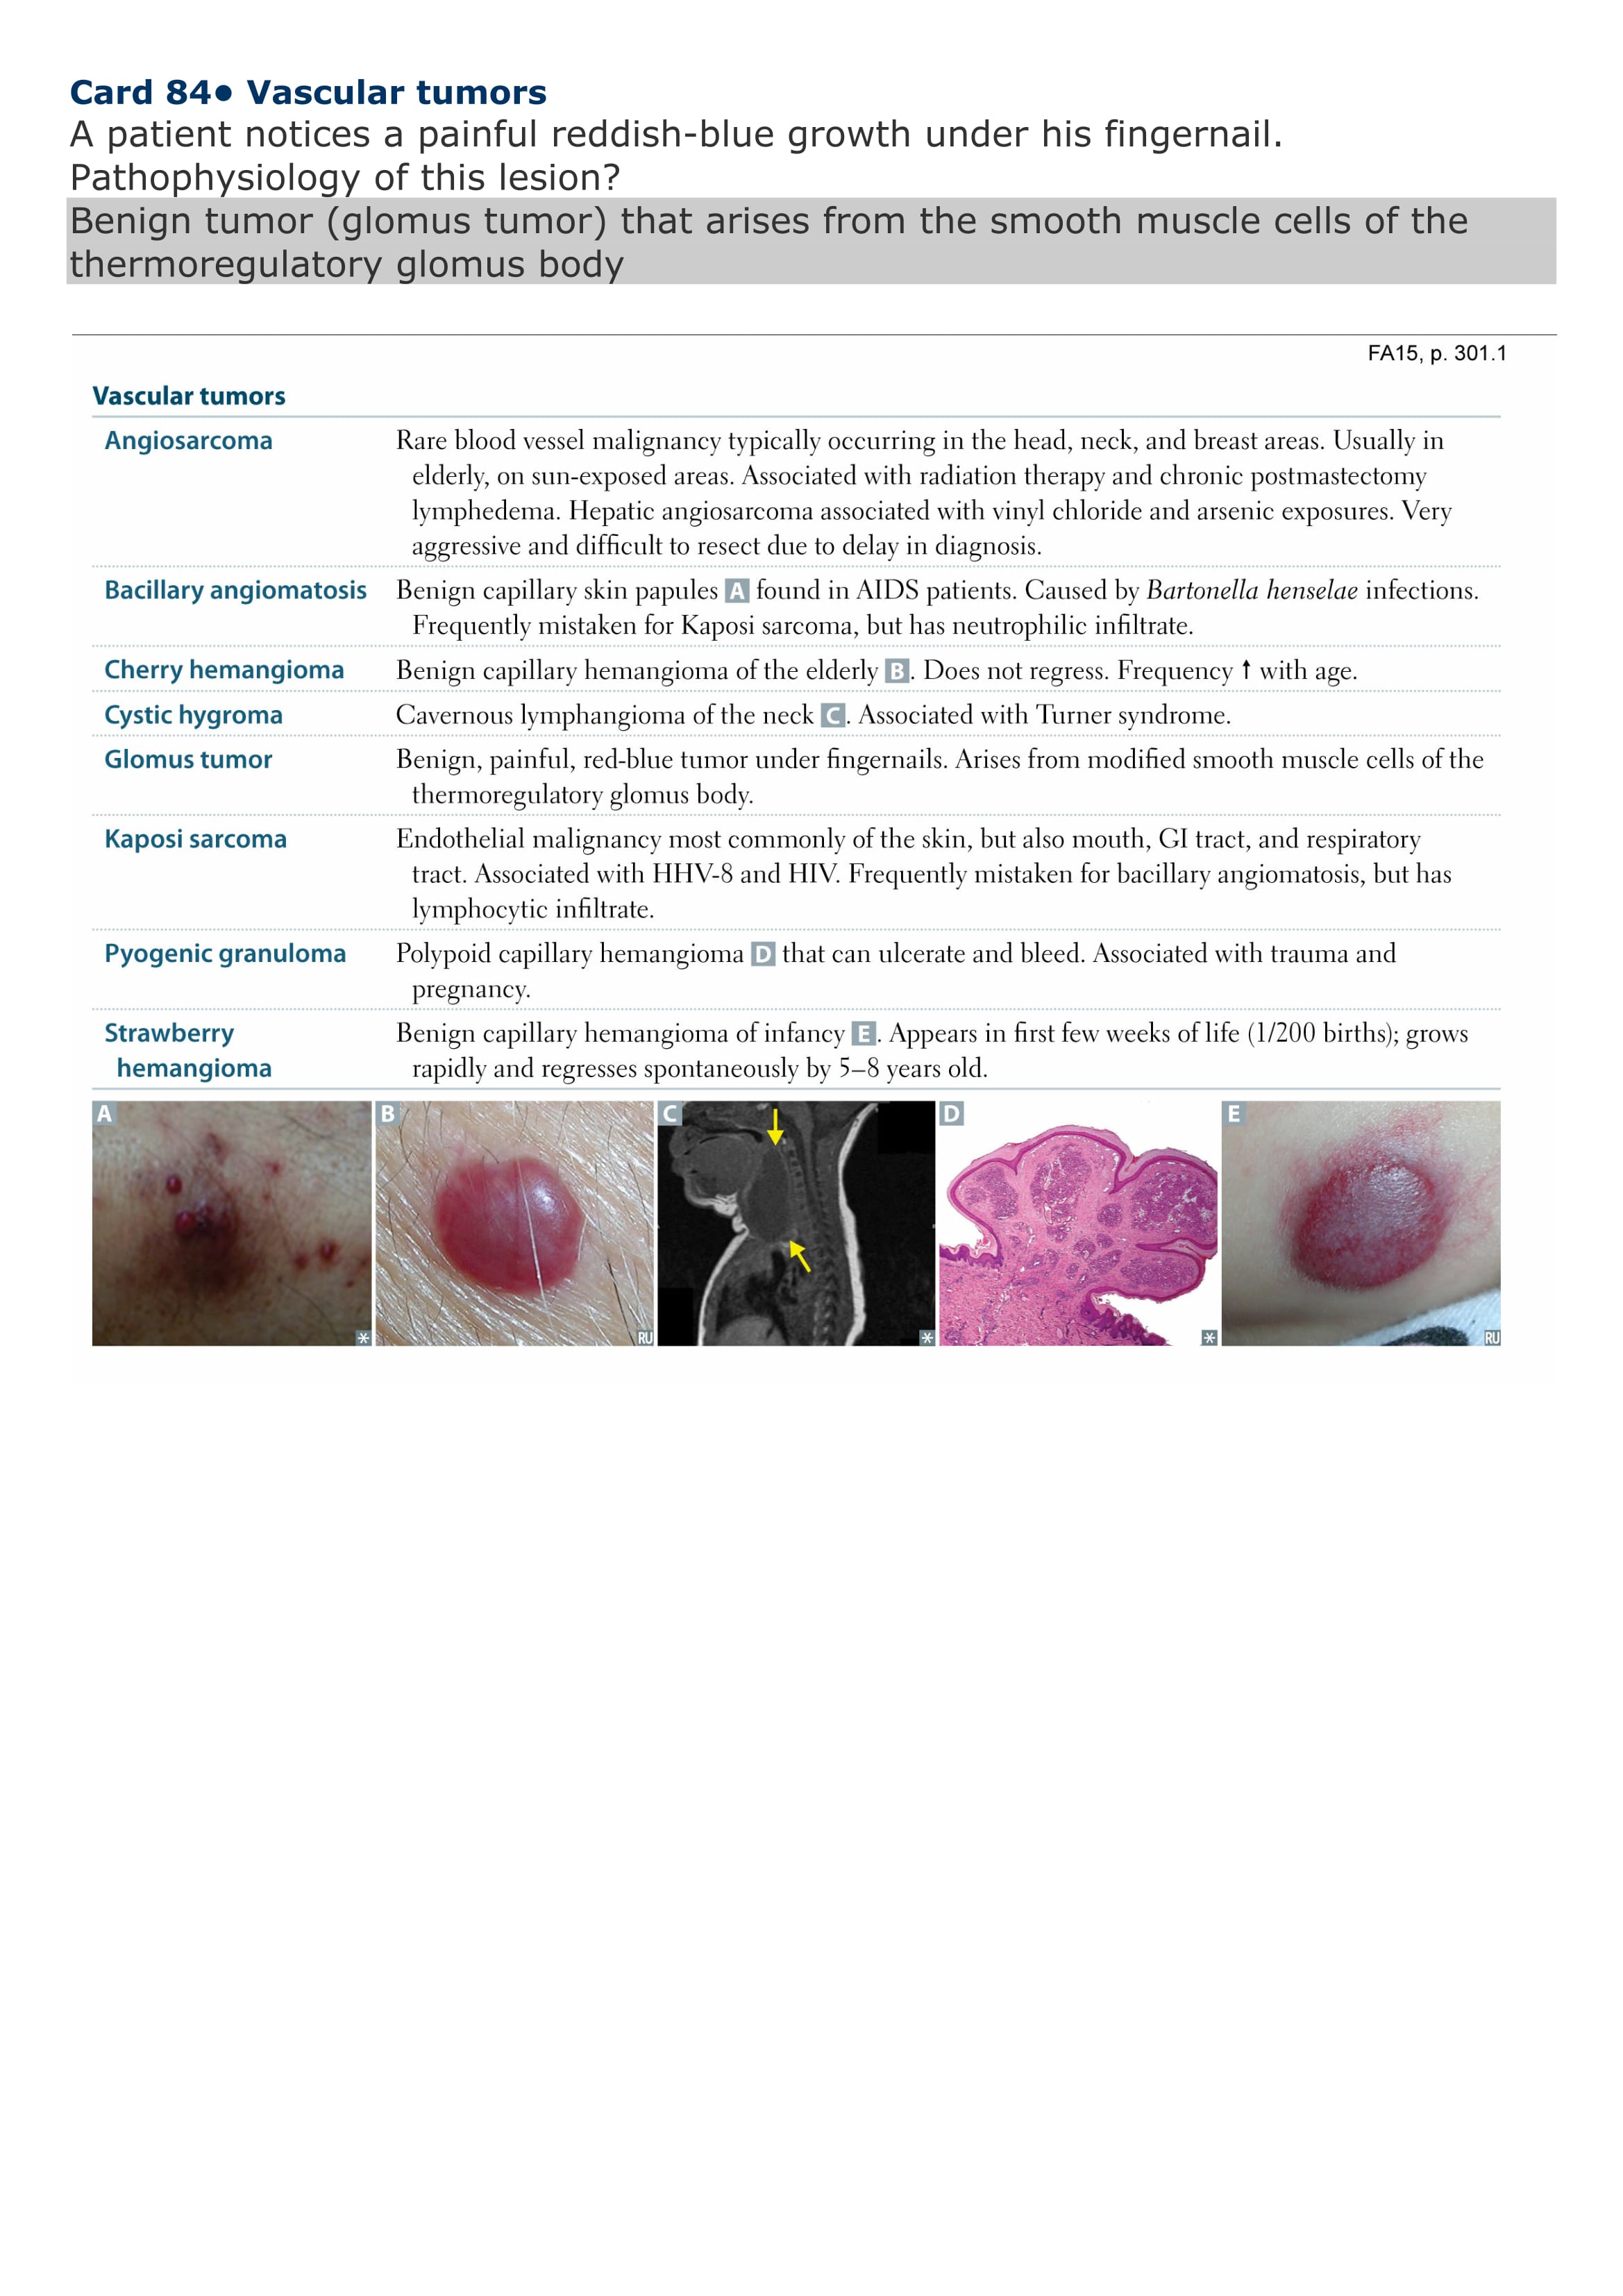 Card 84● Vascular tumors
A patient notices a painful reddish-blue growth under his fingernail.
Pathophysiology of this lesion?
Benign tumor (glomus tumor) that arises from the smooth muscle cells of the
thermoregulatory glomus body
FA15, p. 301.1
Vascular tumors
Angiosarcoma
Rare blood vessel malignancy typically occurring in the head, neck, and breast areas. Usually in
elderly, on sun-exposed areas. Associated with radiation therapy and chronic postmastectomy
lymphedema. Hepatic angiosarcoma associated with vinyl chloride and arsenic exposures. Very
aggressive and difficult to resect due to delay in diagnosis.
Bacillary angiomatosis
Benign capillary skin papules A found in AIDS patients. Caused by Bartonella henselae infections.
Frequently mistaken for Kaposi sarcoma, but has neutrophilic infiltrate.
Cherry hemangioma
Benign capillary hemangioma of the elderly B. Does not regress. Frequency ↑ with age.
Cystic hygroma
Cavernous lymphangioma of the neck C. Associated with Turner syndrome.
Glomus tumor
Benign, painful, red-blue tumor under fingernails. Arises from modified smooth muscle cells of the
thermoregulatory glomus body.
Kaposi sarcoma
Endothelial malignancy most commonly of the skin, but also mouth, GI tract, and respiratory
tract. Associated with HHV-8 and HIV. Frequently mistaken for bacillary angiomatosis, but has
lymphocytic infiltrate.
Pyogenic granuloma
Polypoid capillary hemangioma D that can ulcerate and bleed. Associated with trauma and
pregnancy.
Strawberry
hemangioma
Benign capillary hemangioma of infancy E. Appears in first few weeks of life (1/200 births); grows
rapidly and regresses spontaneously by 5–8 years old.
A
B
C
D
E
*
RU
*
*
RU